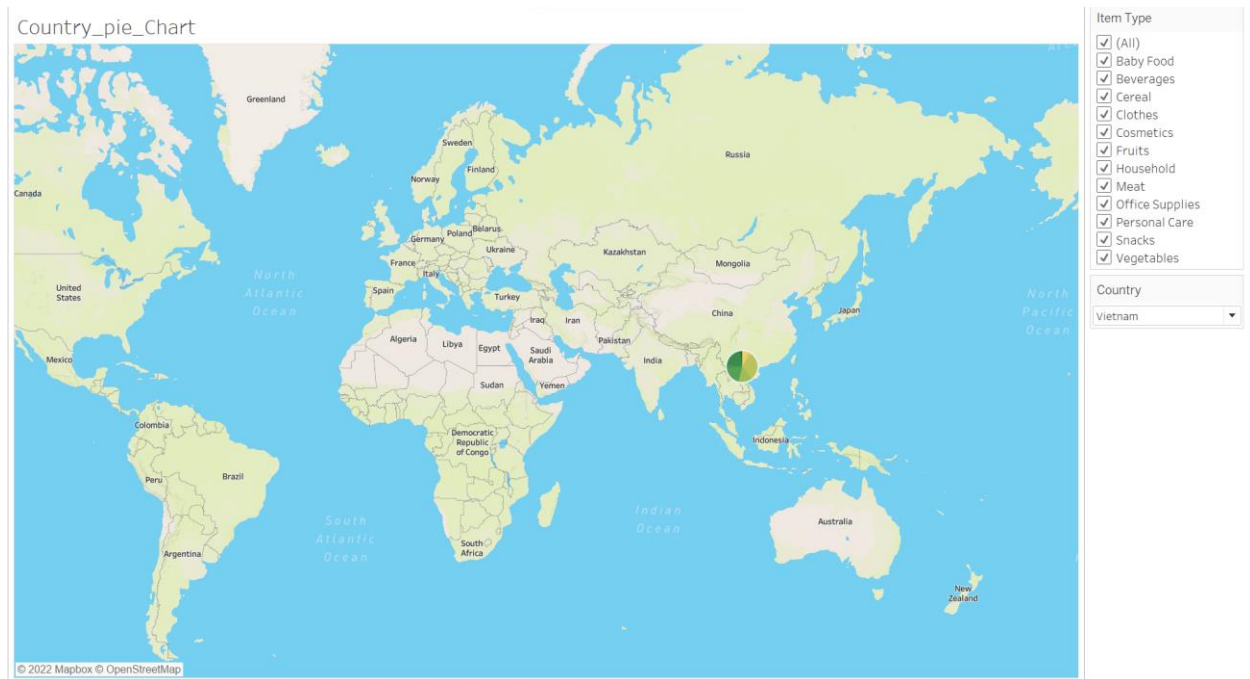 Country_pie_Chart
Greenland
Sweden
Finland
Norway
Russia
Canada
Germany
Poland
Belarus
Ukraine
France
Italy
Kazakhstan
Mongolia
United
States
North
Atlantic
Ocean
Spain
Turkey
China
Japan
North
Pacific
Ocean
Iraq
Iran
Algeria
Libya
Egypt
Saudi
Arabia
Pakistan
India
Mexico
Sudan
Yemen
Colombia
Democratic
Republic
of Congo
Indonesia
Peru
Brazil
South
Atlantic
Ocean
Indian
Ocean
Australia
South
Africa
Argentina
New
Zealand
© 2022 Mapbox © OpenStreetMap
Item Type
(All)
Baby Food
Beverages
Cereal
Clothes
Cosmetics
Fruits
Household
Meat
Office Supplies
Personal Care
Snacks
Vegetables
Country
Vietnam